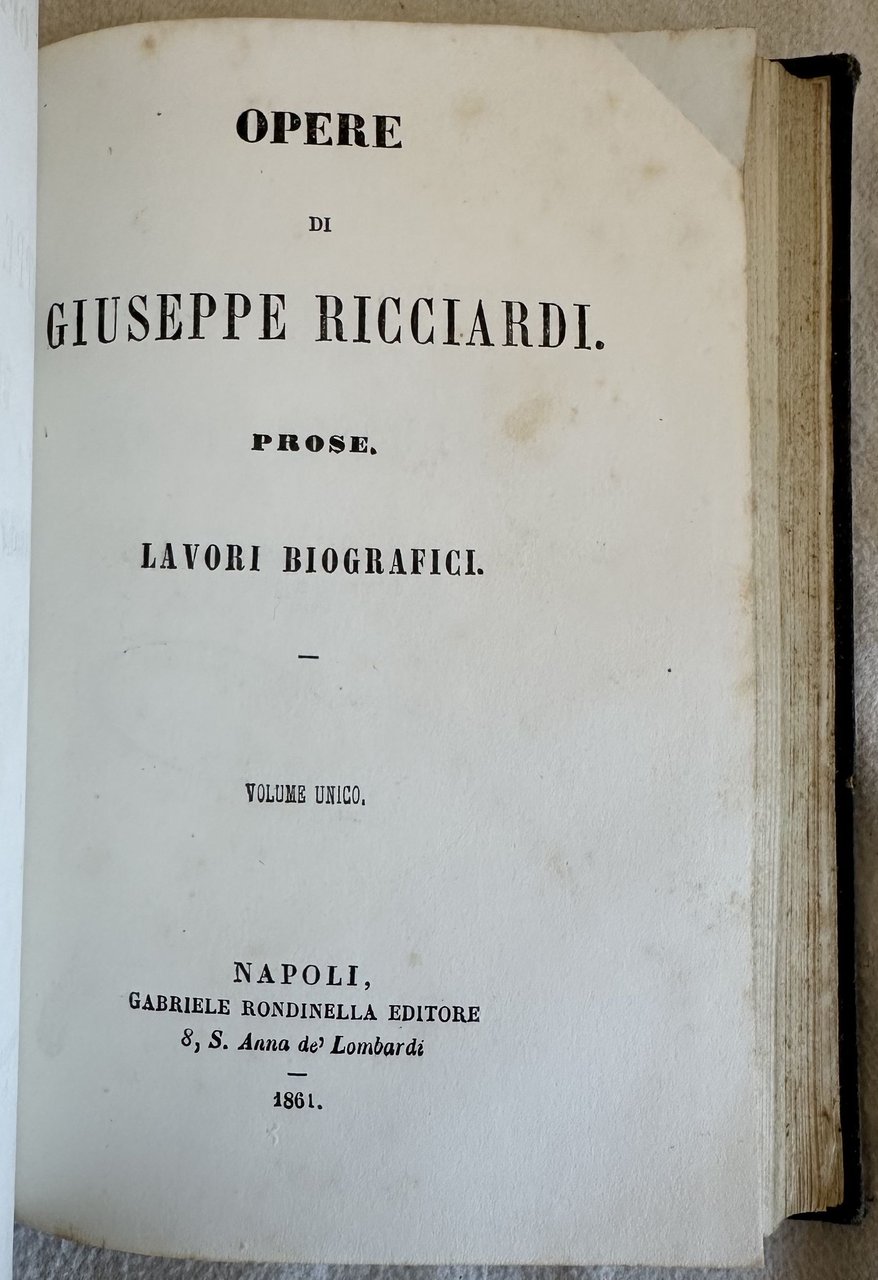 OPERE
DI
GIUSEPPE RICCIARDI.
PROSE.
LAVORI BIOGRAFICI.
—
VOLUME UNICO.
NAPOLI,
GABRIELE RONDINELLA EDITORE
8, S. Anna de' Lombardi
—
1861.